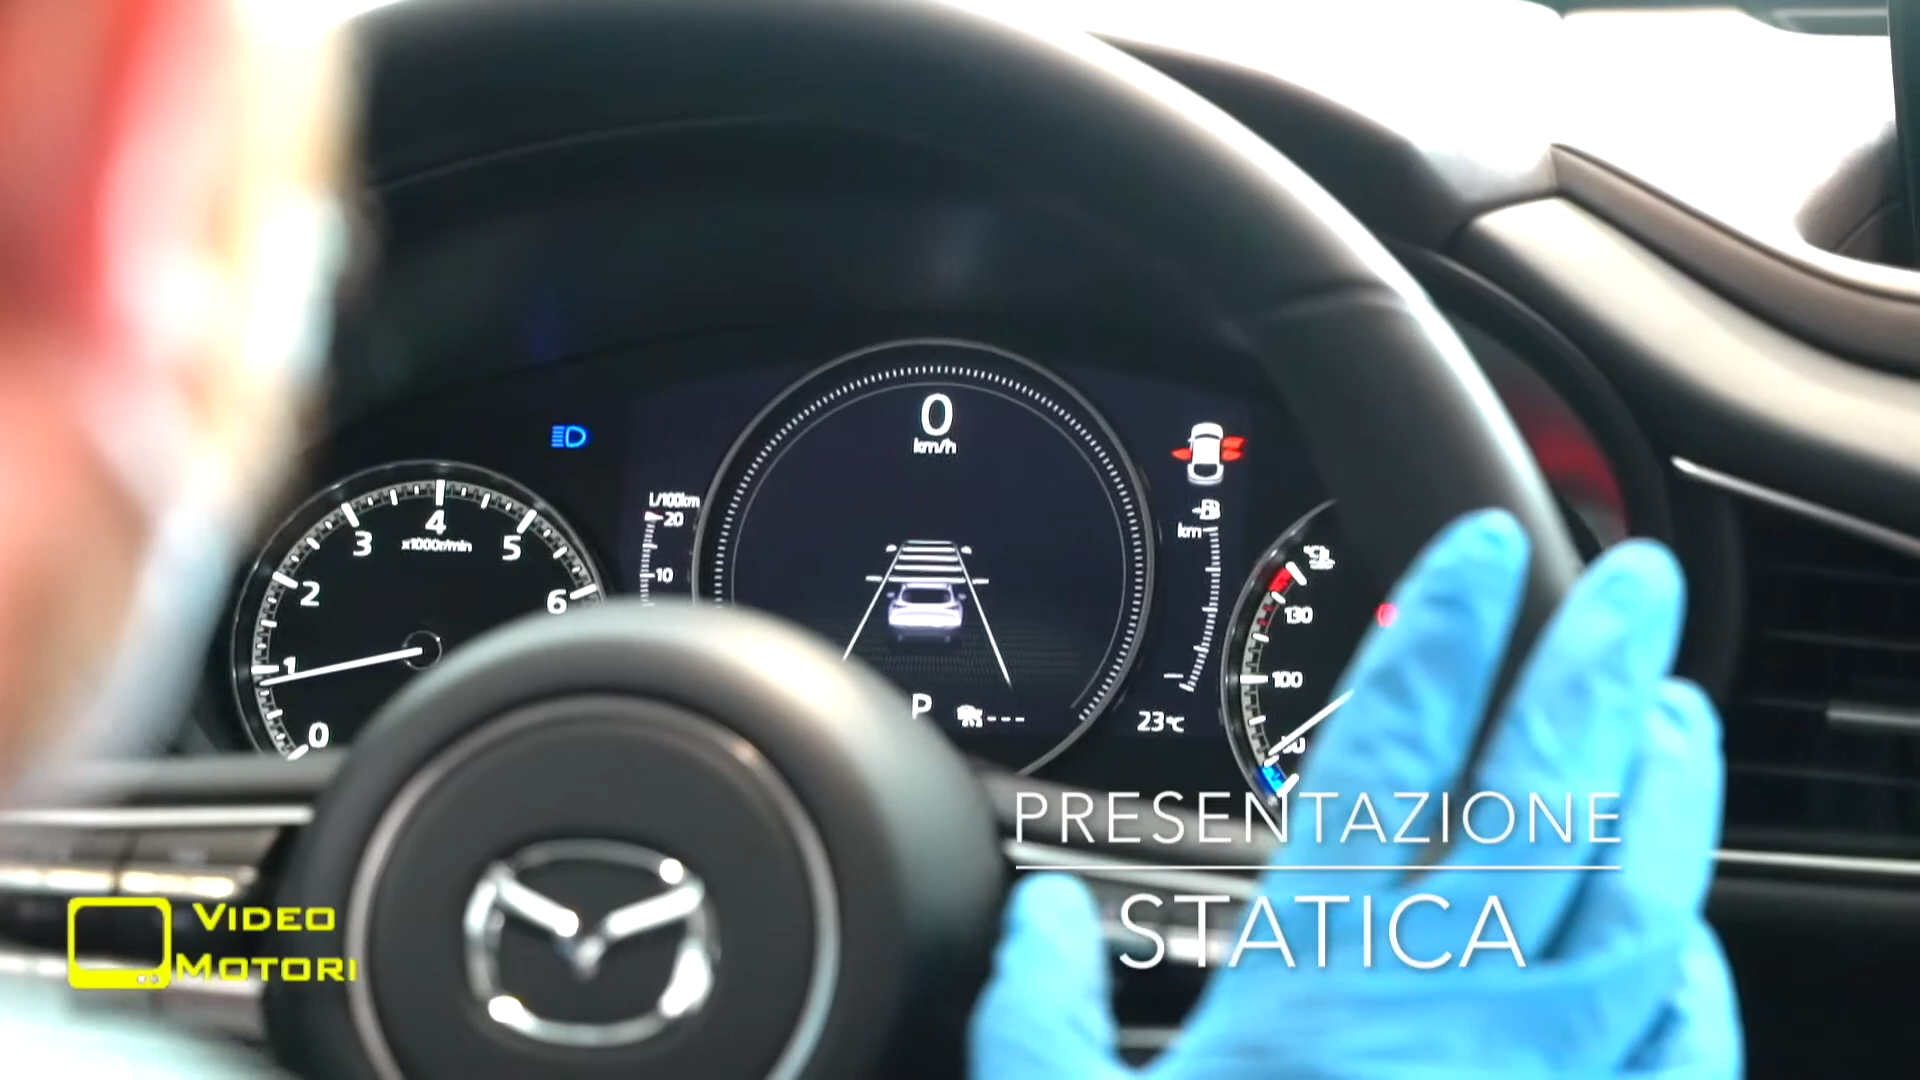 0
km/h
L/100km
20
10
0
1
2
3
4
5
6
x1000r/min
km
P
---
23°C
130
100
PRESENTAZIONE
STATICA
VIDEO
MOTORI